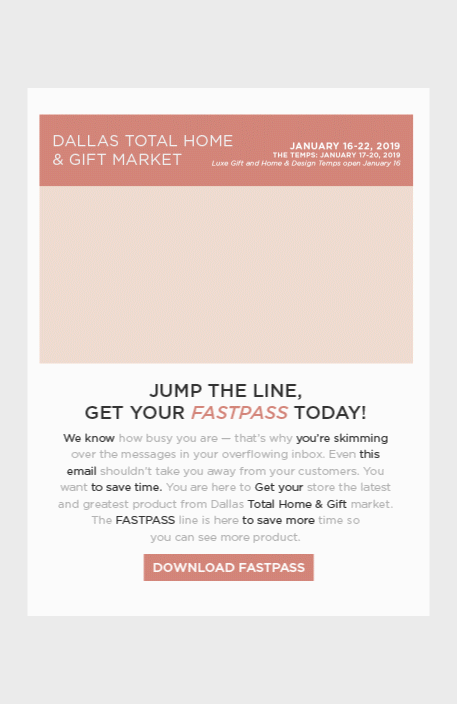 DALLAS TOTAL HOME
& GIFT MARKET
JANUARY 16-22, 2019
THE TEMPS: JANUARY 17-20, 2019
Luxe Gift and Home & Design Temps open January 16
JUMP THE LINE,
GET YOUR FASTPASS TODAY!
We know how busy you are — that's why you're skimming
over the messages in your overflowing inbox. Even this
email shouldn't take you away from your customers. You
want to save time. You are here to Get your store the latest
and greatest product from Dallas Total Home & Gift market.
The FASTPASS line is here to save more time so
you can see more product.
DOWNLOAD FASTPASS